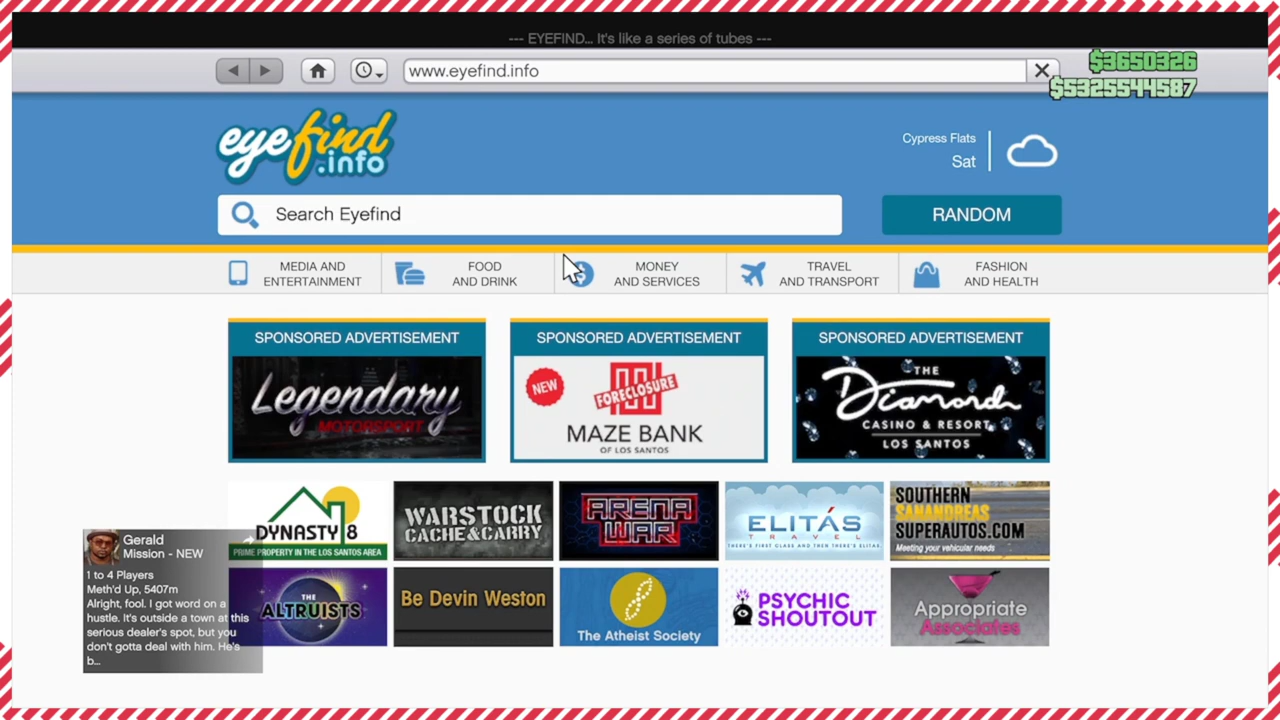 --- EYEFIND... It's like a series of tubes ---
www.eyefind.info
$3650326
$5325544587
eyefind
.info
Cypress Flats
Sat
Search Eyefind
RANDOM
MEDIA AND
ENTERTAINMENT
FOOD
AND DRINK
MONEY
AND SERVICES
TRAVEL
AND TRANSPORT
FASHION
AND HEALTH
SPONSORED ADVERTISEMENT
Legendary
MOTORSPORT
SPONSORED ADVERTISEMENT
NEW
FORECLOSURE
MAZE BANK
OF LOS SANTOS
SPONSORED ADVERTISEMENT
THE
Diamond
CASINO & RESORT
LOS SANTOS
DYNASTY 8
PRIME PROPERTY IN THE LOS SANTOS AREA
WARSTOCK
CACHE & CARRY
ARENA
WAR
ELITÁS
TRAVEL
THERE'S FIRST CLASS AND THEN THERE'S ELITAS
SOUTHERN
SAN ANDREAS
SUPERAUTOS.COM
Meeting your vehicular needs
THE
ALTRUISTS
Be Devin Weston
The Atheist Society
PSYCHIC
SHOUTOUT
Appropriate
Associates
Gerald
Mission - NEW
1 to 4 Players
Meth'd Up, 5407m
Alright, fool. I got word on a
hustle. It's outside a town at this
serious dealer's spot, but you
don't gotta deal with him. He's
b...